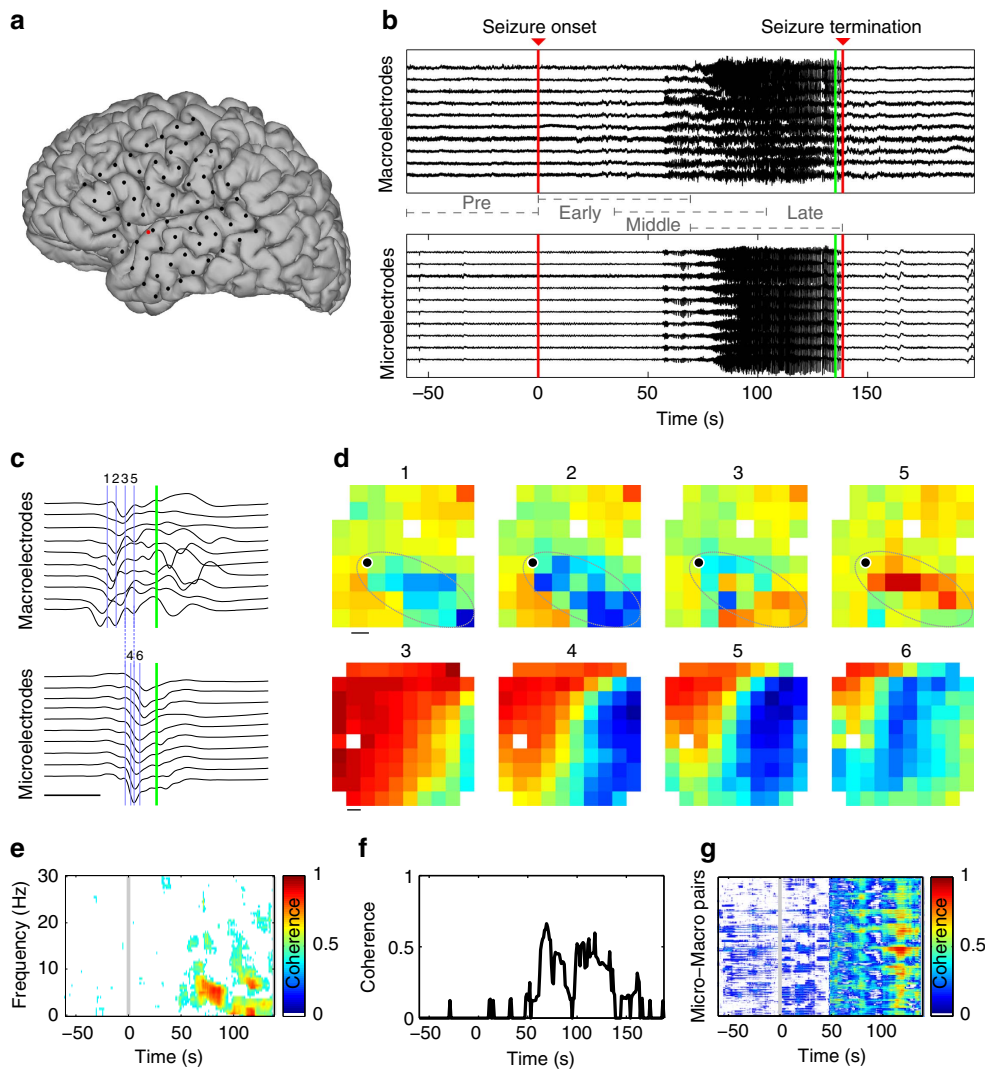 a
b
Seizure onset
Seizure termination
Macroelectrodes
Pre
Early
Middle
Late
Microelectrodes
−50
0
50
100
150
Time (s)
c
Macroelectrodes
1 2 3 5
4 6
Microelectrodes
d
1
2
3
5
3
4
5
6
e
Frequency (Hz)
30
20
10
0
−50
0
50
100
Time (s)
1
0.5
0
Coherence
f
Coherence
1
0.5
0
−50
0
50
100
150
Time (s)
g
Micro−Macro pairs
−50
0
50
100
Time (s)
1
0.5
0
Coherence